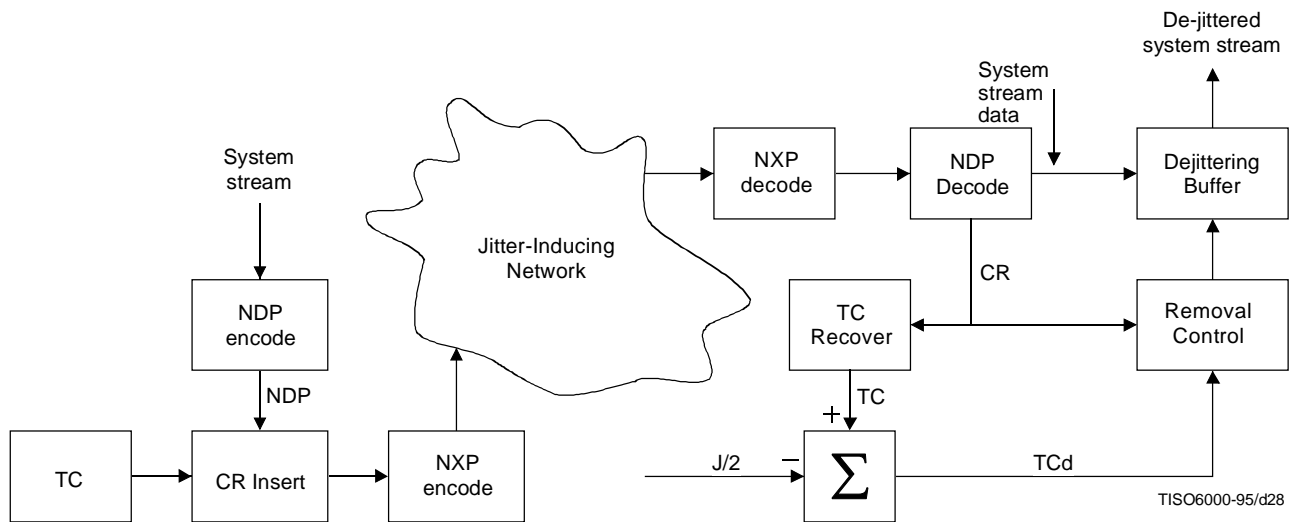 De-jittered
system stream
System
stream
data
System
stream
NXP
decode
NDP
Decode
Dejittering
Buffer
Jitter-Inducing
Network
CR
NDP
encode
TC
Recover
Removal
Control
NDP
TC
+
TC
CR Insert
NXP
encode
J/2
–
Σ
TCd
TISO6000-95/d28